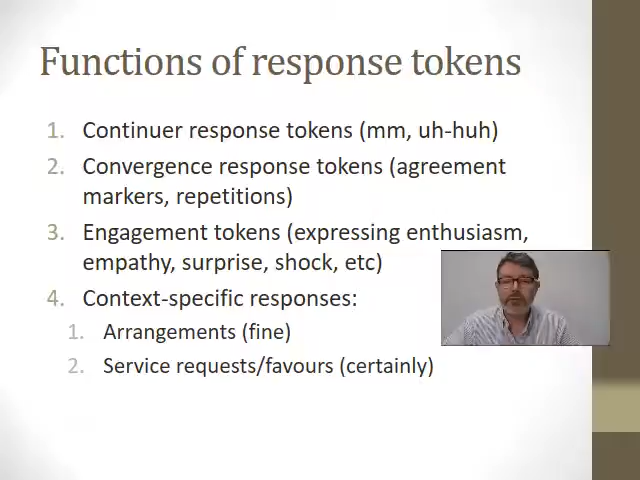 Functions of response tokens
1. Continuer response tokens (mm, uh-huh)
2. Convergence response tokens (agreement
markers, repetitions)
3. Engagement tokens (expressing enthusiasm,
empathy, surprise, shock, etc)
4. Context-specific responses:
1. Arrangements (fine)
2. Service requests/favours (certainly)